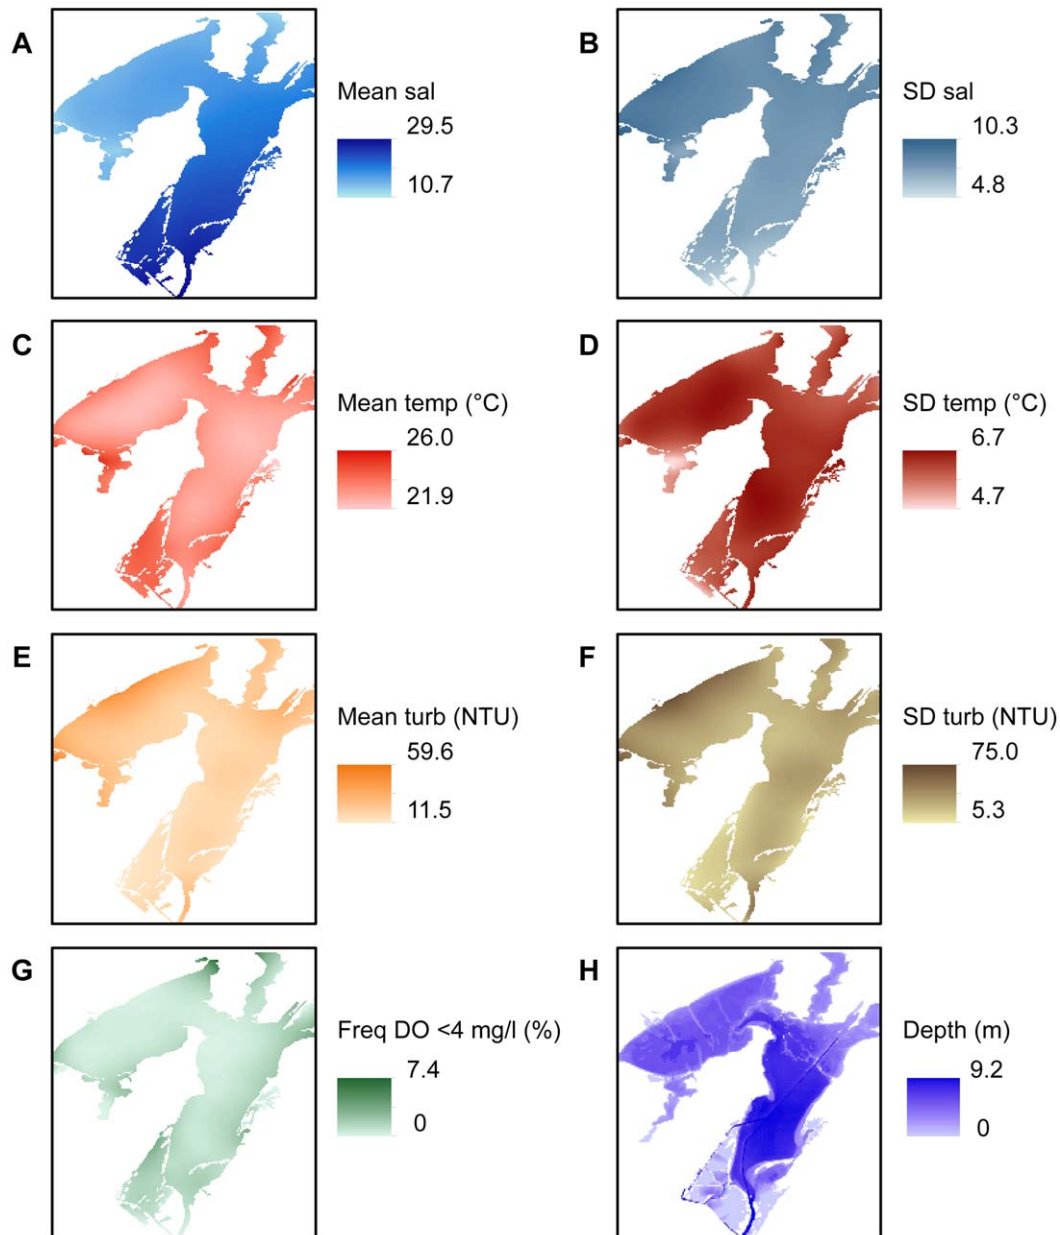 A
Mean sal
29.5
10.7
B
SD sal
10.3
4.8
C
Mean temp (°C)
26.0
21.9
D
SD temp (°C)
6.7
4.7
E
Mean turb (NTU)
59.6
11.5
F
SD turb (NTU)
75.0
5.3
G
Freq DO <4 mg/l (%)
7.4
0
H
Depth (m)
9.2
0